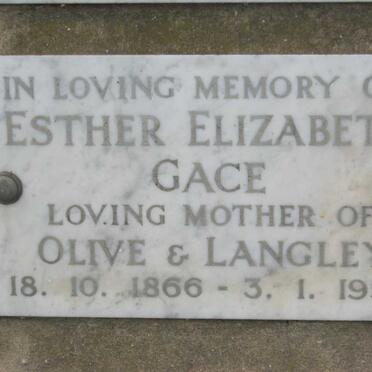 IN LOVING MEMORY
ESTHER ELIZABET
GACE
LOVING MOTHER OF
OLIVE & LANGLEY
18. 10. 1866 - 3. 1. 19